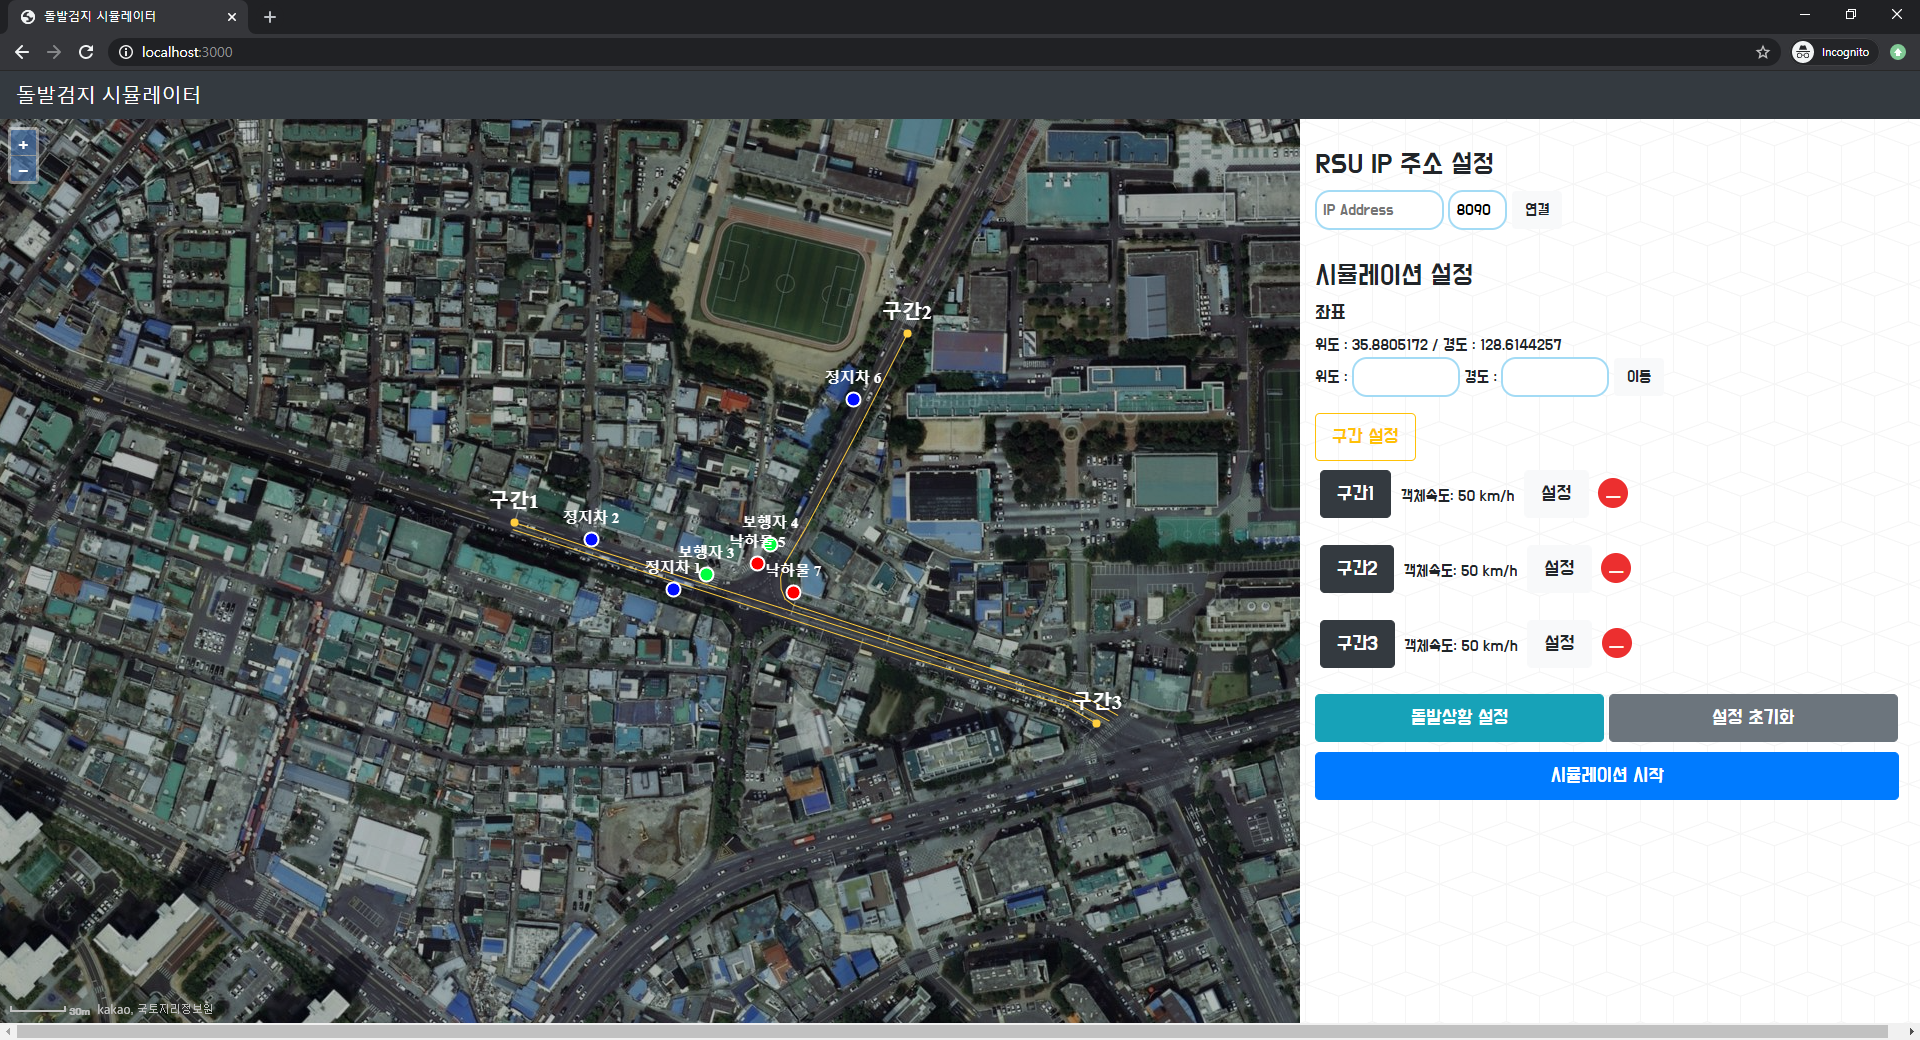 돌발검지 시뮬레이터
localhost:3000
Incognito
돌발검지 시뮬레이터
+
−
구간2
정지차 6
구간1
정지차 2
보행자 4
낙하물 5
보행자 3
정지차 1
낙하물 7
구간3
30m kakao, 국토지리정보원
RSU IP 주소 설정
IP Address 8090 연결
시뮬레이션 설정
좌표
위도 : 35.8805172 / 경도 : 128.6144257
위도 : 경도 : 이동
구간 설정
구간1 객체속도: 50 km/h 설정
구간2 객체속도: 50 km/h 설정
구간3 객체속도: 50 km/h 설정
돌발상황 설정 설정 초기화
시뮬레이션 시작